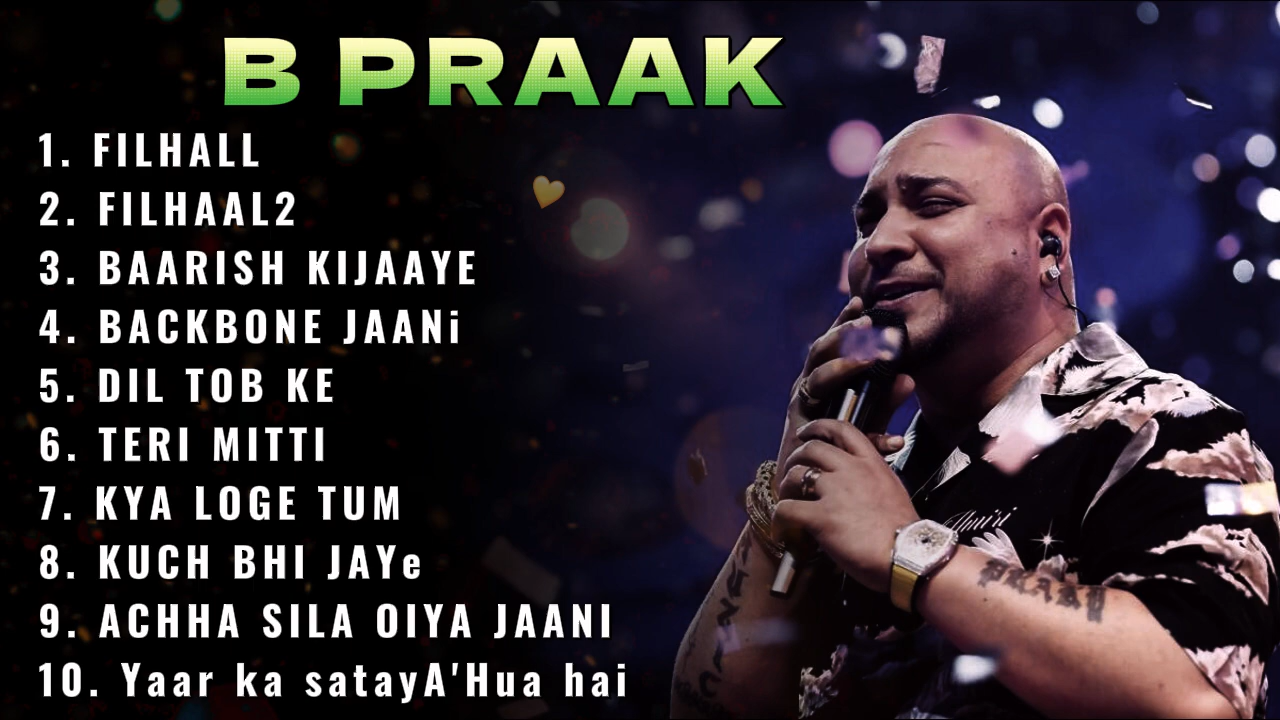 B PRAAK
1. FILHALL
2. FILHAAL2
3. BAARISH KIJAAYE
4. BACKBONE JAANi
5. DIL TOB KE
6. TERI MITTI
7. KYA LOGE TUM
8. KUCH BHI JAYe
9. ACHHA SILA OIYA JAANI
10. Yaar ka satayA'Hua hai
Amiri